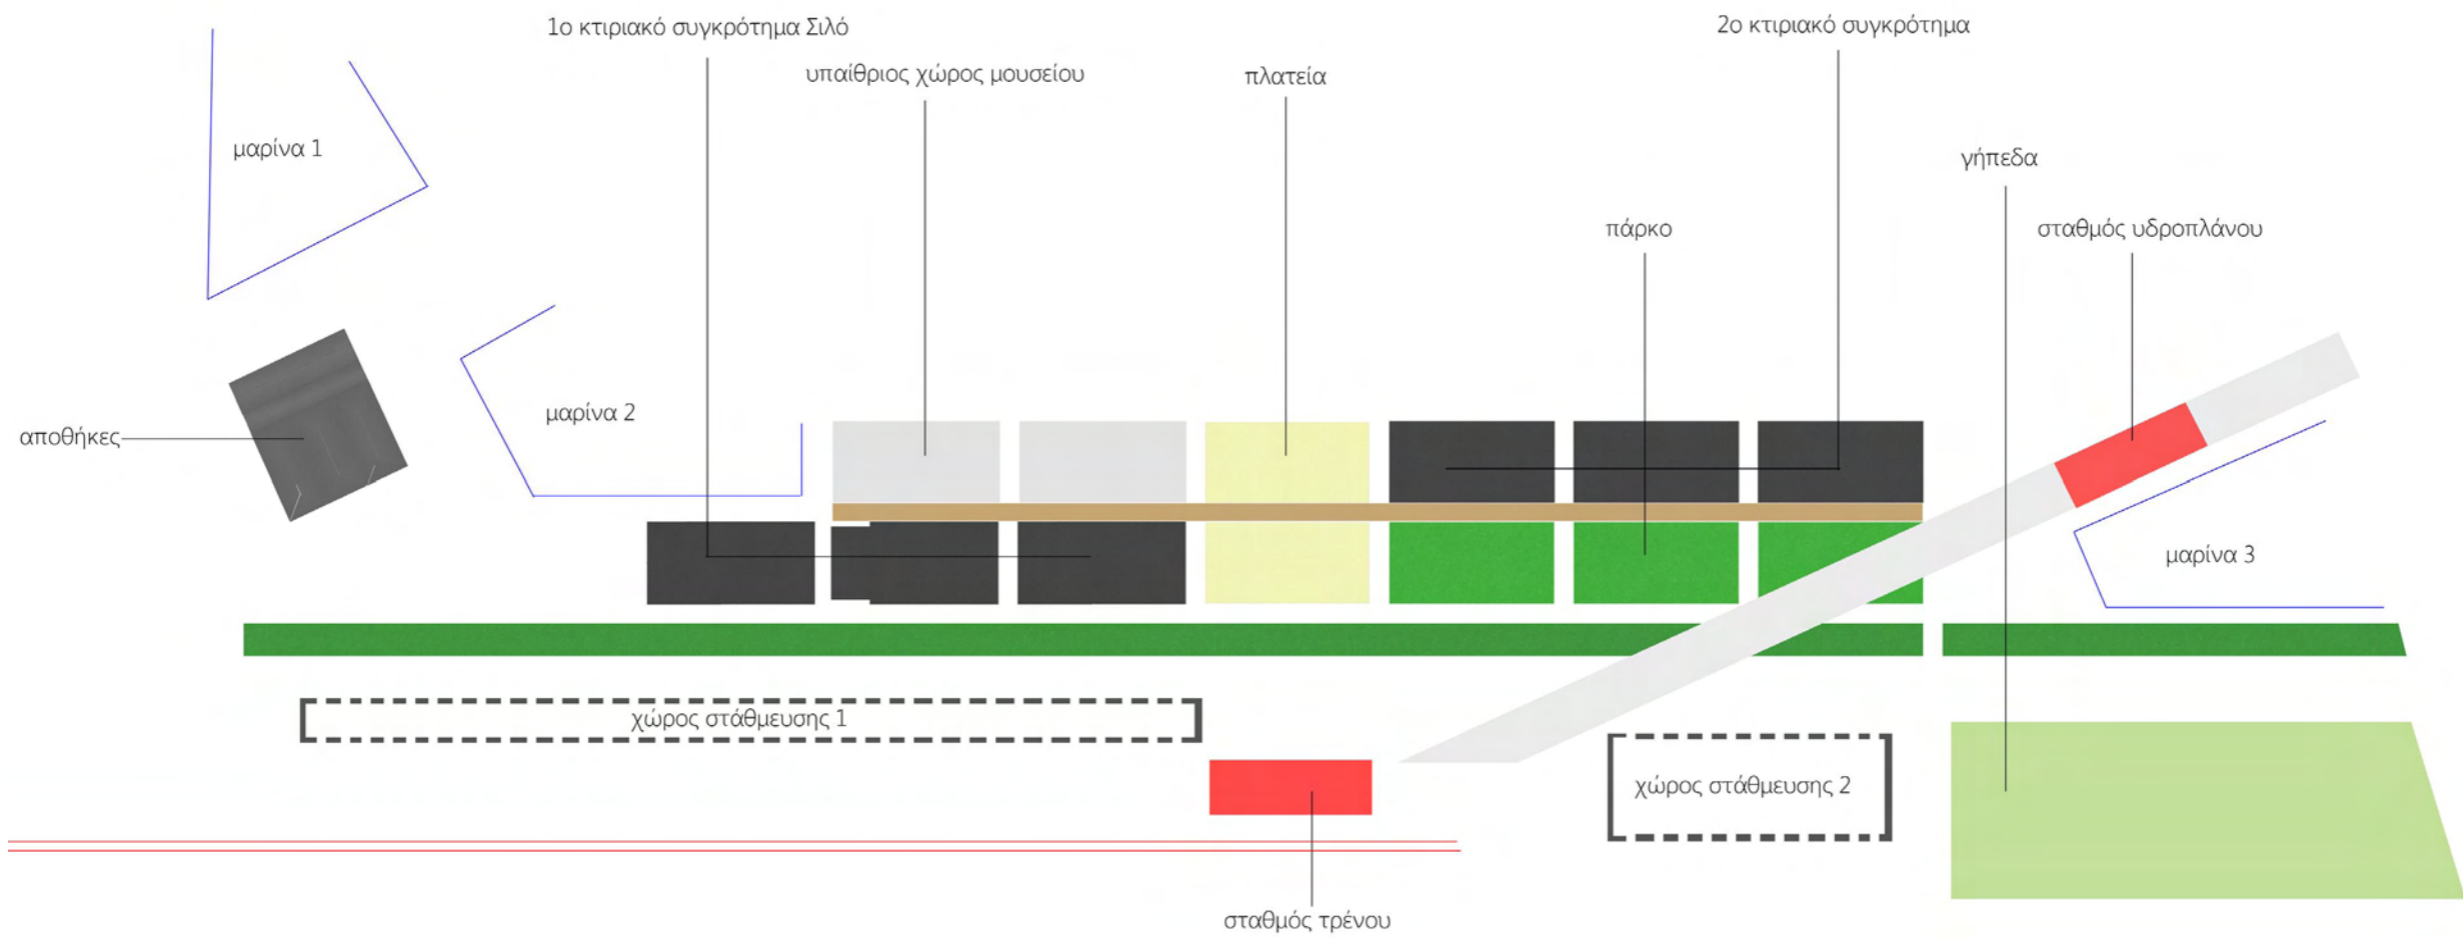 1ο κτιριακό συγκρότημα Σιλό
2ο κτιριακό συγκρότημα
υπαίθριος χώρος μουσείου
πλατεία
μαρίνα 1
γήπεδα
πάρκο
σταθμός υδροπλάνου
μαρίνα 2
αποθήκες
μαρίνα 3
χώρος στάθμευσης 1
χώρος στάθμευσης 2
σταθμός τρένου